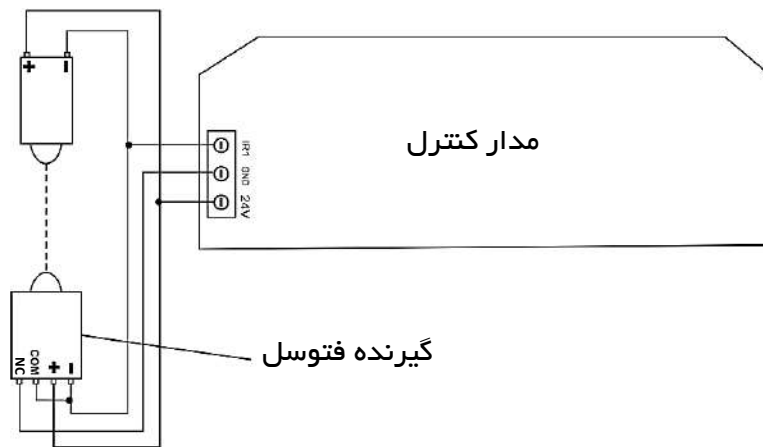 + −
مدار کنترل
IR1
GND
24V
گیرنده فتوسل
NC COM + −